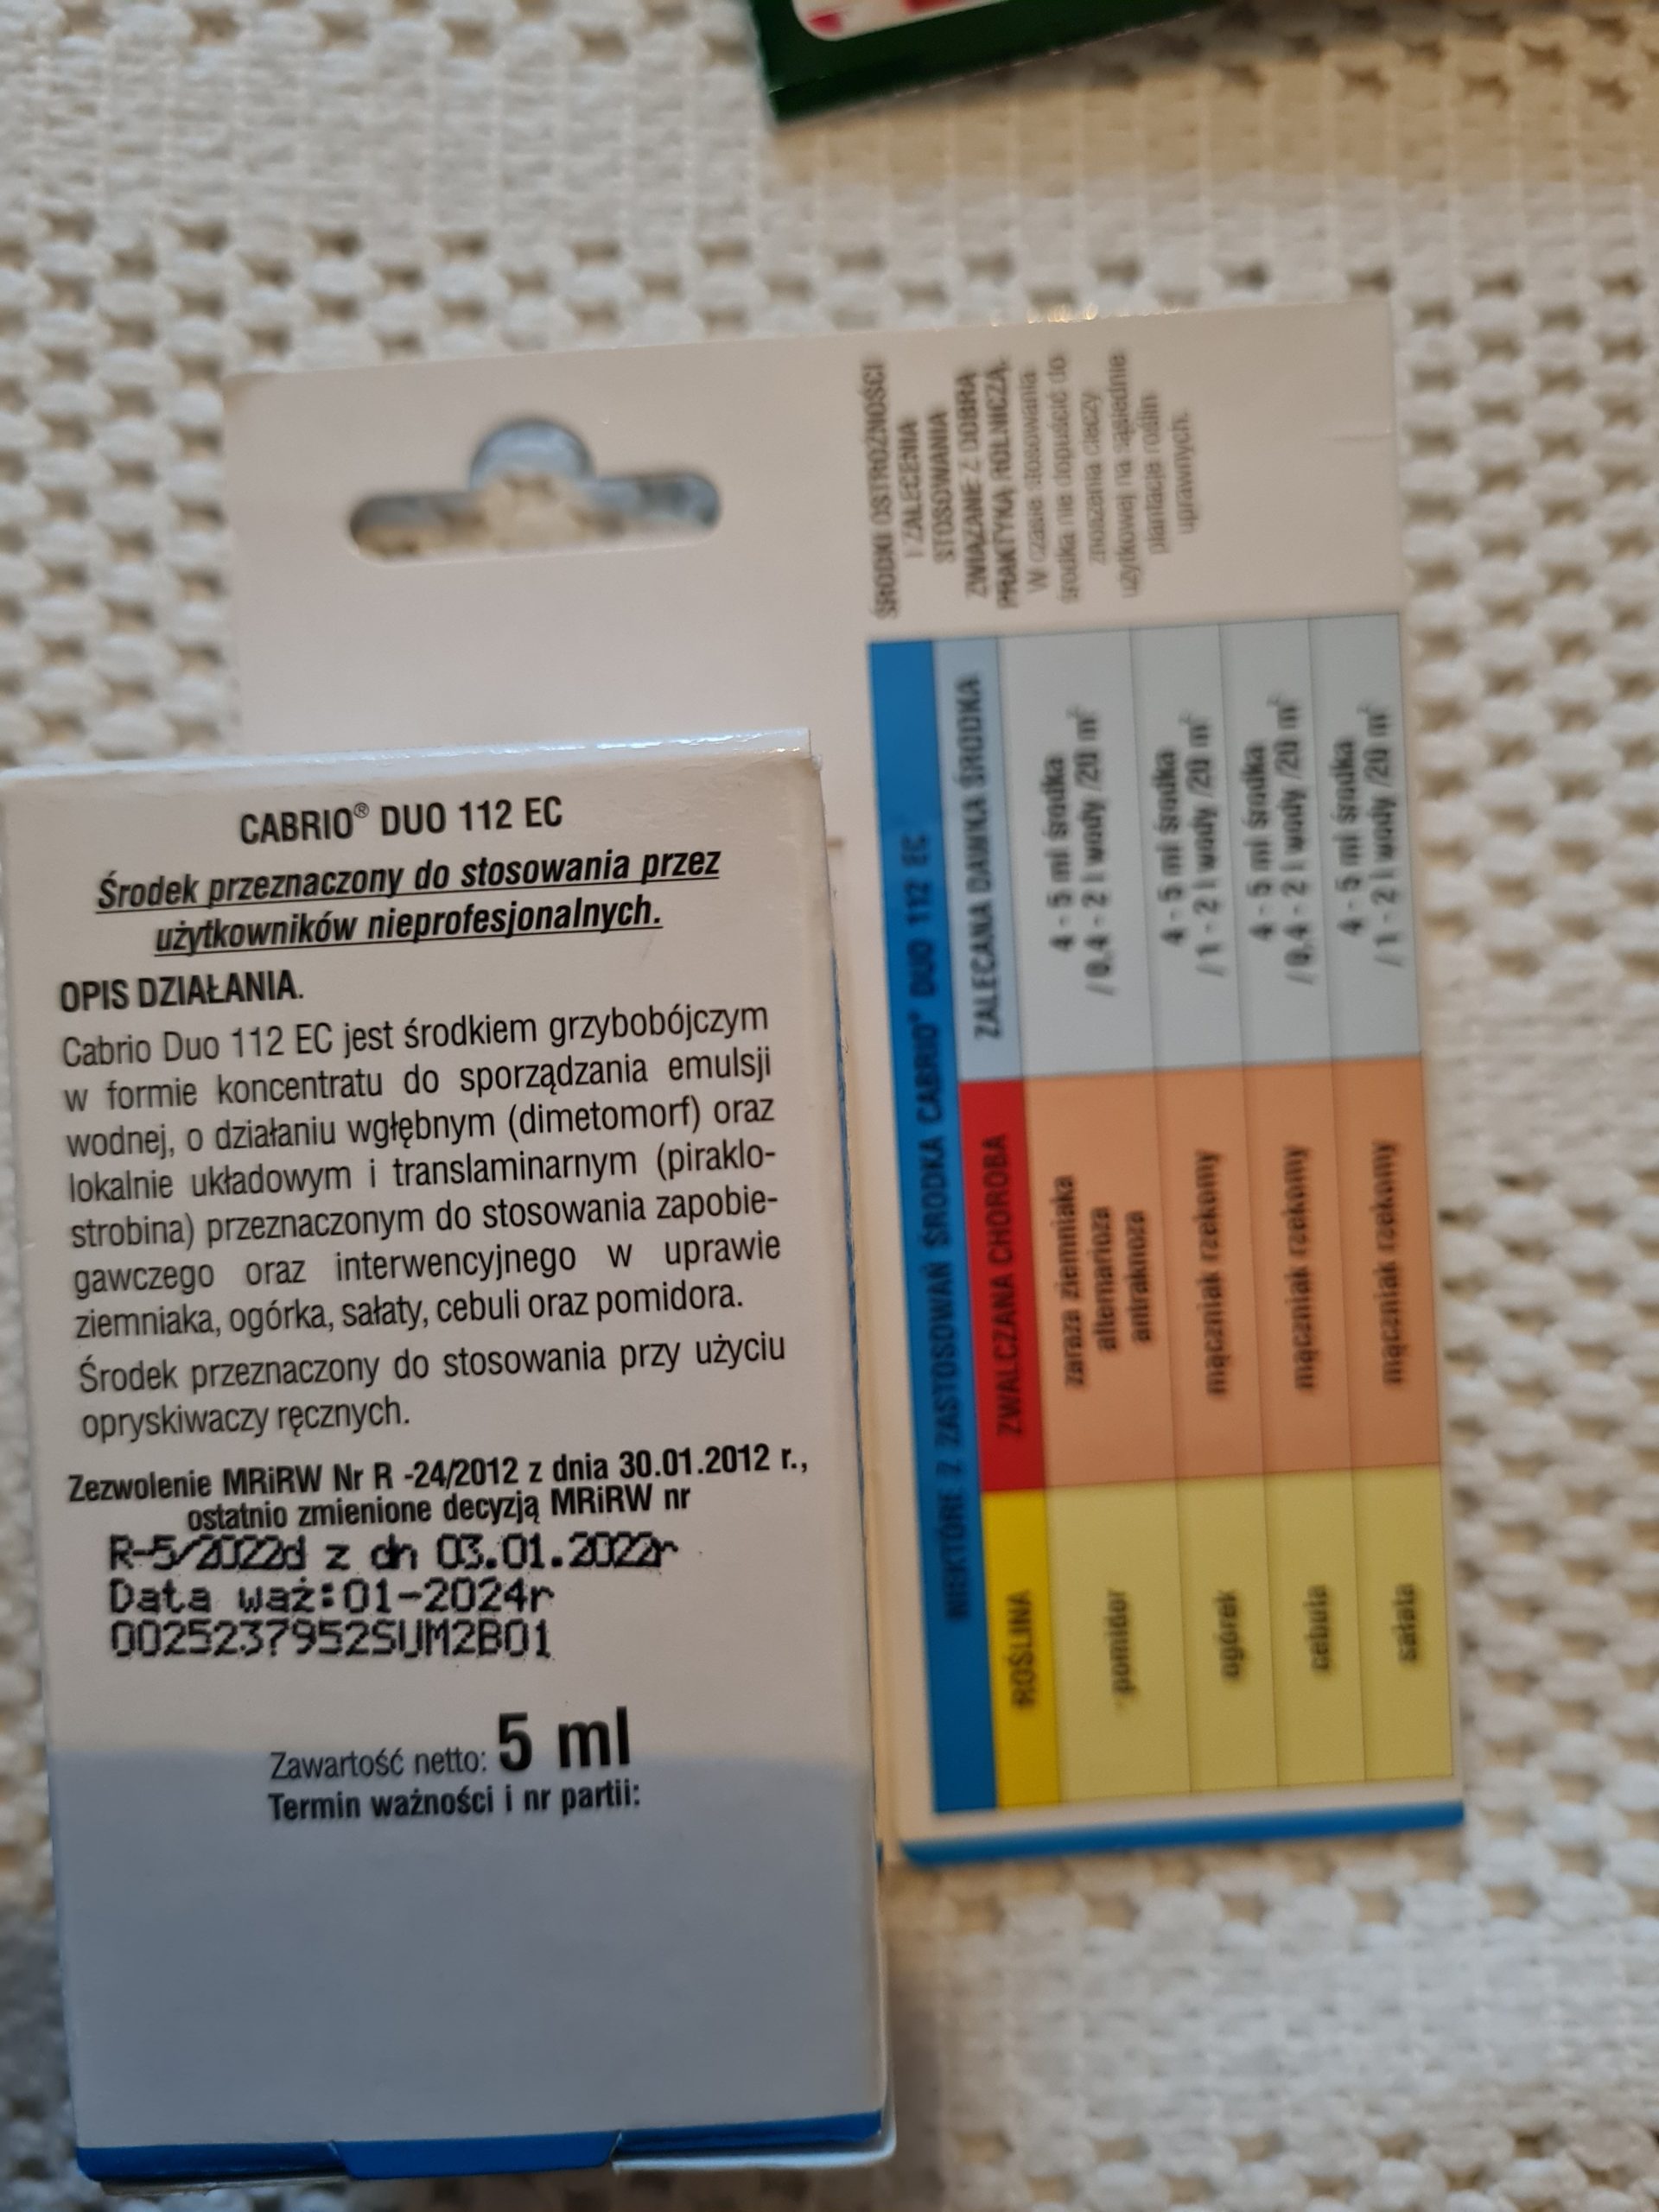 CABRIO® DUO 112 EC
Środek przeznaczony do stosowania przez
użytkowników nieprofesjonalnych.
OPIS DZIAŁANIA.
Cabrio Duo 112 EC jest środkiem grzybobójczym
w formie koncentratu do sporządzania emulsji
wodnej, o działaniu wgłębnym (dimetomorf) oraz
lokalnie układowym i translaminarnym (piraklo-
strobina) przeznaczonym do stosowania zapobie-
gawczego oraz interwencyjnego w uprawie
ziemniaka, ogórka, sałaty, cebuli oraz pomidora.
Środek przeznaczony do stosowania przy użyciu
opryskiwaczy ręcznych.
Zezwolenie MRiRW Nr R -24/2012 z dnia 30.01.2012 r.,
ostatnio zmienione decyzją MRiRW nr
R-5/2022d z dn 03.01.2022r
Data waż:01-2024r
0025237952SUM2B01
Zawartość netto: 5 ml
Termin ważności i nr partii:
ŚRODKI OSTROŻNOŚCI
I ZALECENIA
STOSOWANIA
ZWIĄZANE Z DOBRĄ
PRAKTYKĄ ROLNICZĄ.
W czasie stosowania
środka nie dopuścić do
znoszenia cieczy
użytkowej na sąsiednie
plantacje roślin
uprawnych.
NIEKTÓRE Z ZASTOSOWAŃ ŚRODKA CABRIO® DUO 112 EC
ROŚLINA ZWALCZANA CHOROBA ZALECANA DAWKA ŚRODKA
pomidor
zaraza ziemniaka
alternarioza
antraknoza
4 - 5 ml środka
/ 0,4 - 2 l wody /20 m²
ogórek
mączniak rzekomy
4 - 5 ml środka
/ 1 - 2 l wody /20 m²
cebula
mączniak rzekomy
4 - 5 ml środka
/ 0,4 - 2 l wody /20 m²
sałata
mączniak rzekomy
4 - 5 ml środka
/ 1 - 2 l wody /20 m²